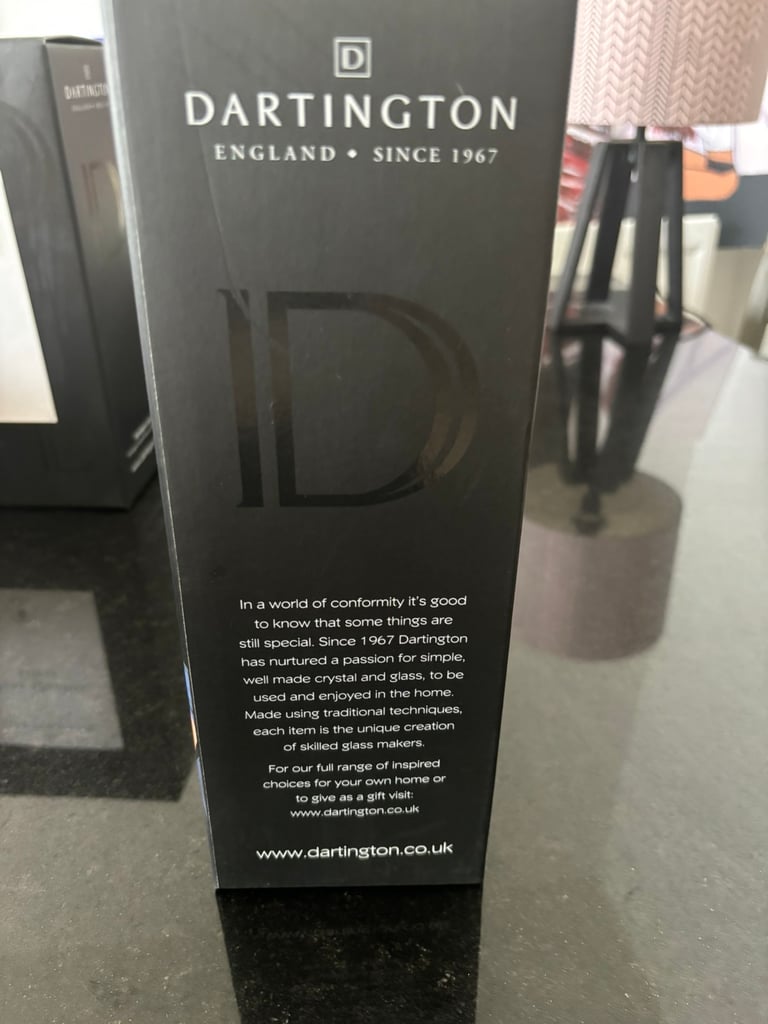 D
DARTINGTON
ENGLAND • SINCE 1967
D
In a world of conformity it's good
to know that some things are
still special. Since 1967 Dartington
has nurtured a passion for simple,
well made crystal and glass, to be
used and enjoyed in the home.
Made using traditional techniques,
each item is the unique creation
of skilled glass makers.
For our full range of inspired
choices for your own home or
to give as a gift visit:
www.dartington.co.uk
www.dartington.co.uk
DARTINGTON